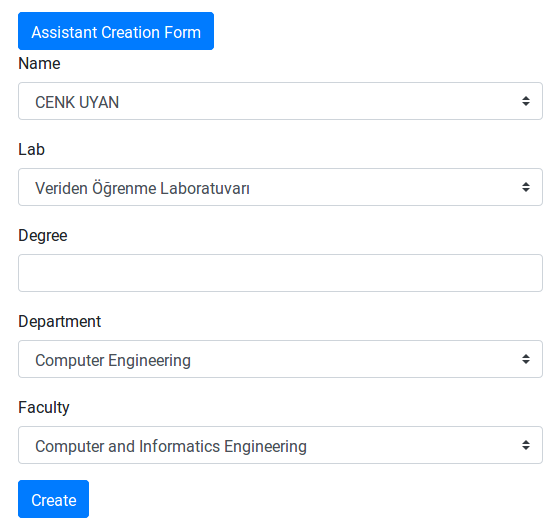 Assistant Creation Form
Name
CENK UYAN
Lab
Veriden Öğrenme Laboratuvarı
Degree
Department
Computer Engineering
Faculty
Computer and Informatics Engineering
Create